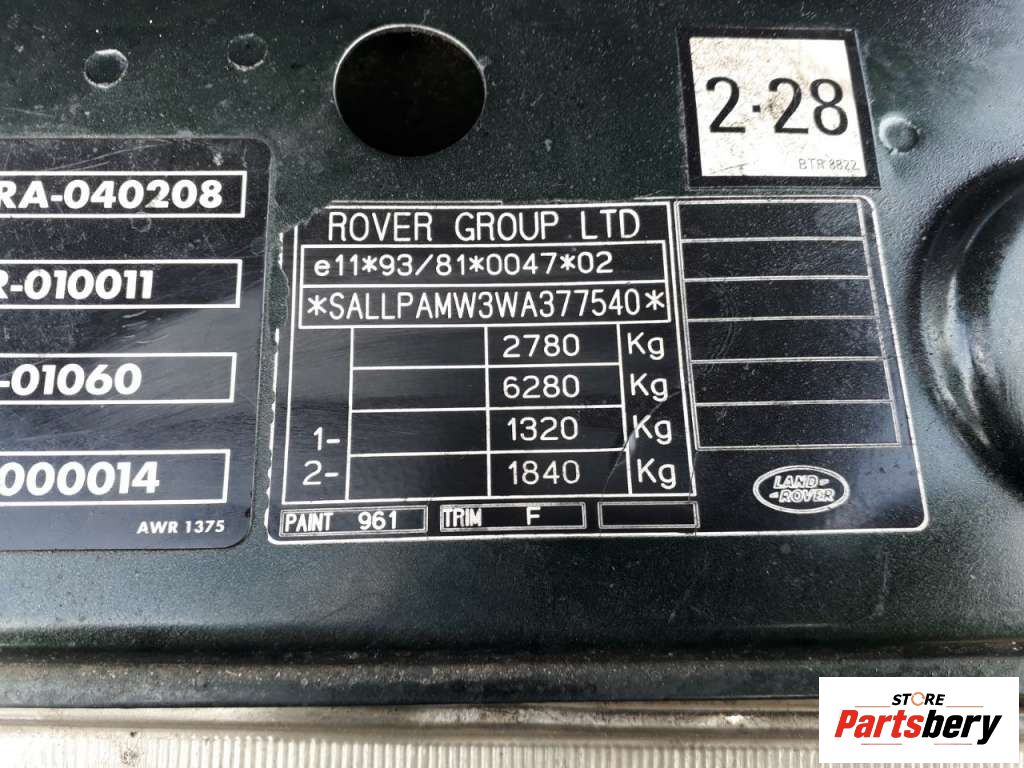 2·28
BTR 8822
RA-040208
R-010011
-01060
000014
AWR 1375
ROVER GROUP LTD
e11*93/81*0047*02
*SALLPAMW3WA377540*
2780 Kg
6280 Kg
1- 1320 Kg
2- 1840 Kg
PAINT 961 TRIM F
LAND-
-ROVER
STORE
Partsbery